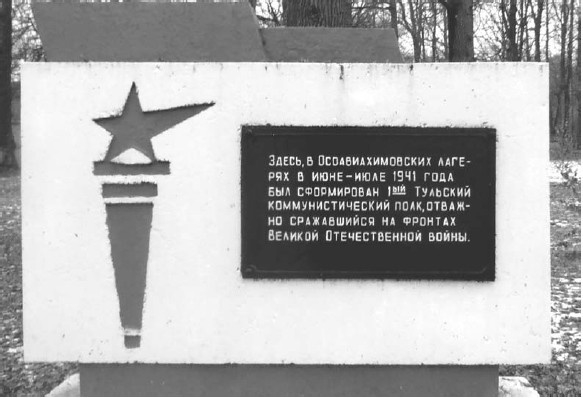 Здесь, в Осоавиахимовских лаге-
рях в июне-июле 1941 года
был сформирован 1ый Тульский
коммунистический полк, отваж-
но сражавшийся на фронтах
Великой Отечественной войны.